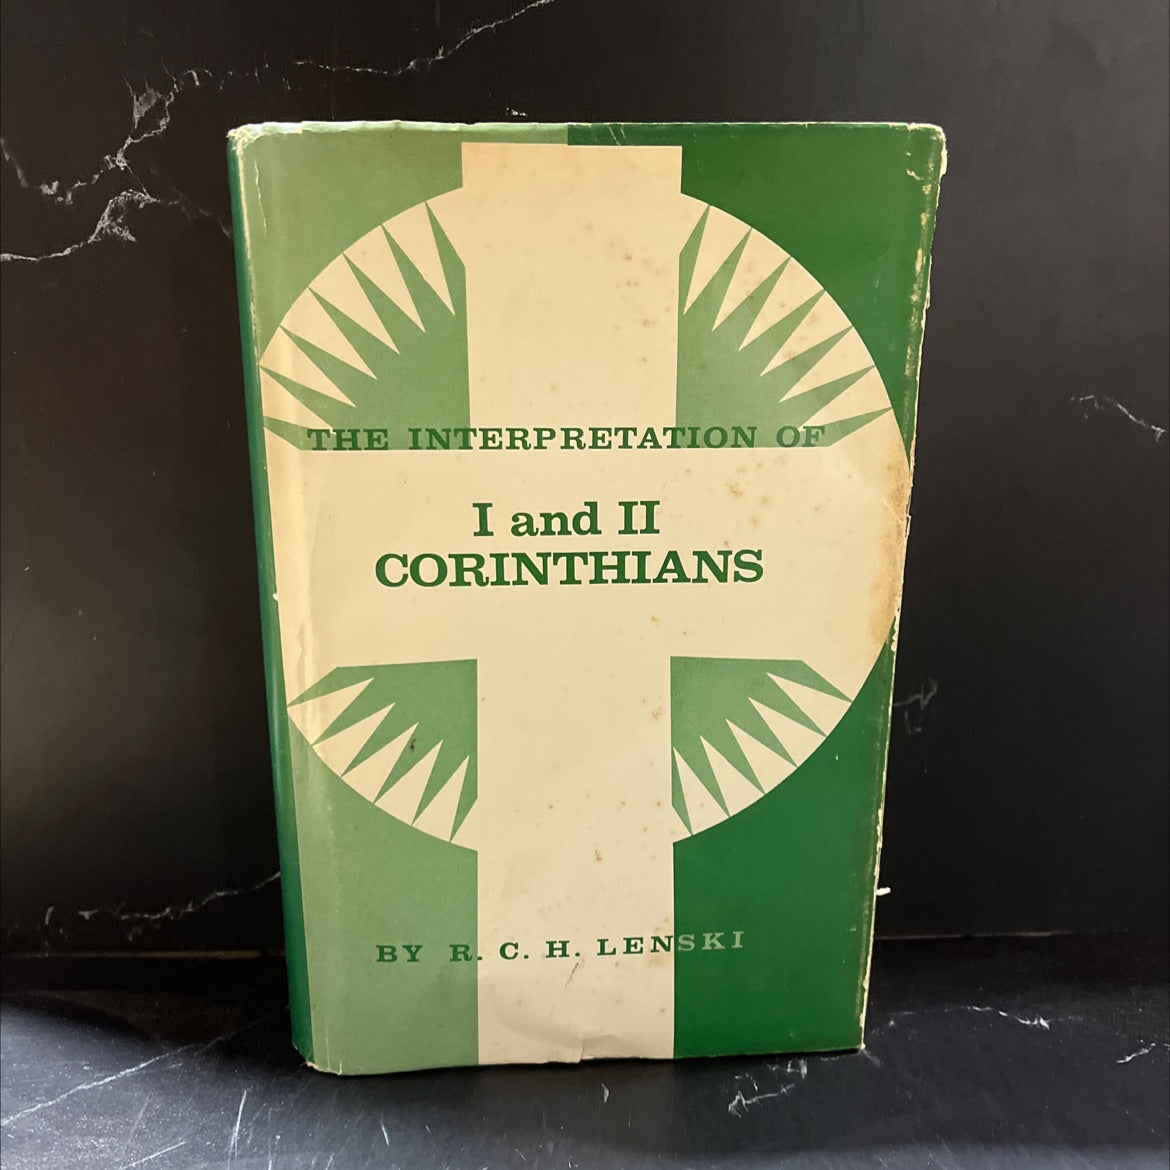 THE INTERPRETATION OF
I and II
CORINTHIANS
BY R. C. H. LENSKI